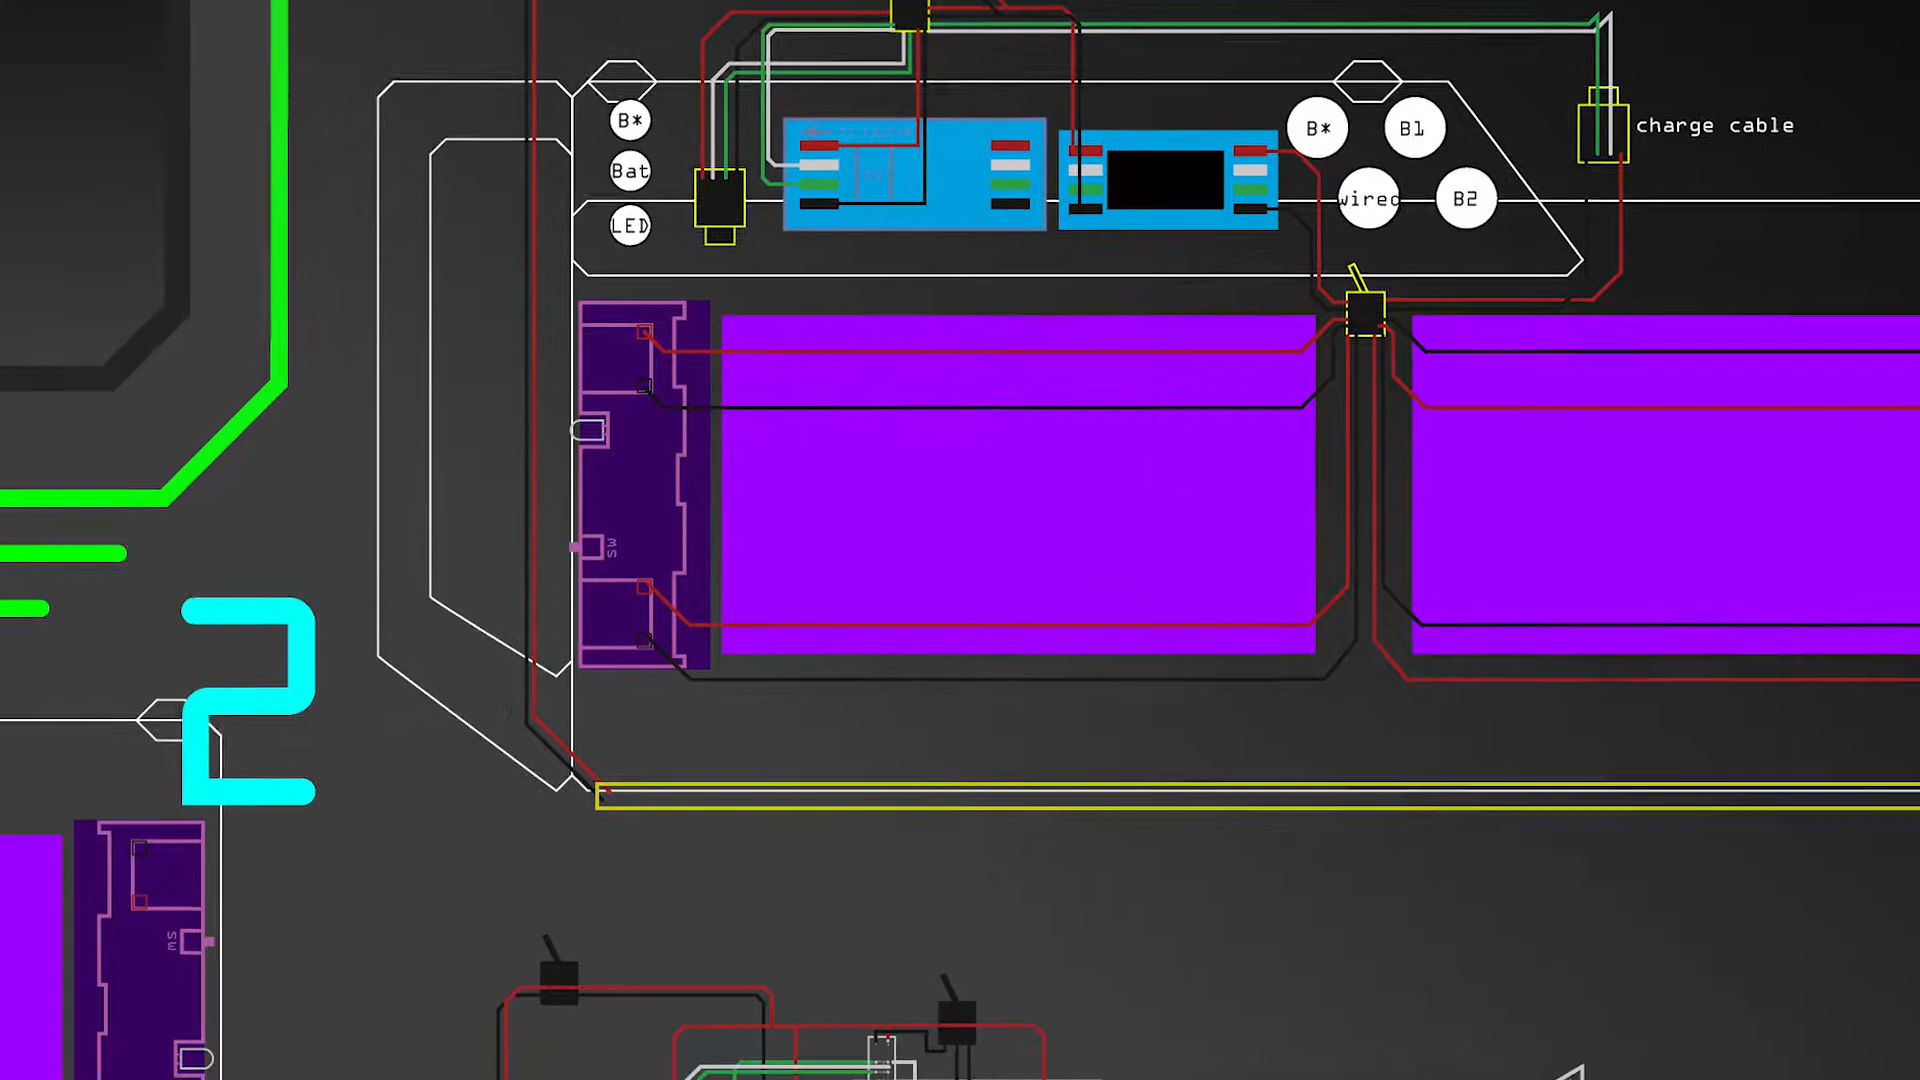 B*
Bat
LED
B*
B1
wired
B2
charge cable
SW
SW
2